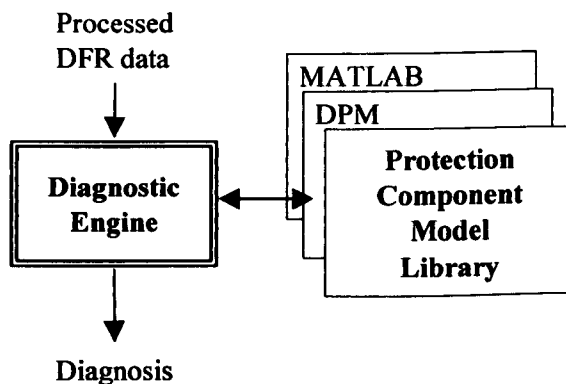 Processed
DFR data
MATLAB
DPM
Diagnostic
Engine
Protection
Component
Model
Library
Diagnosis